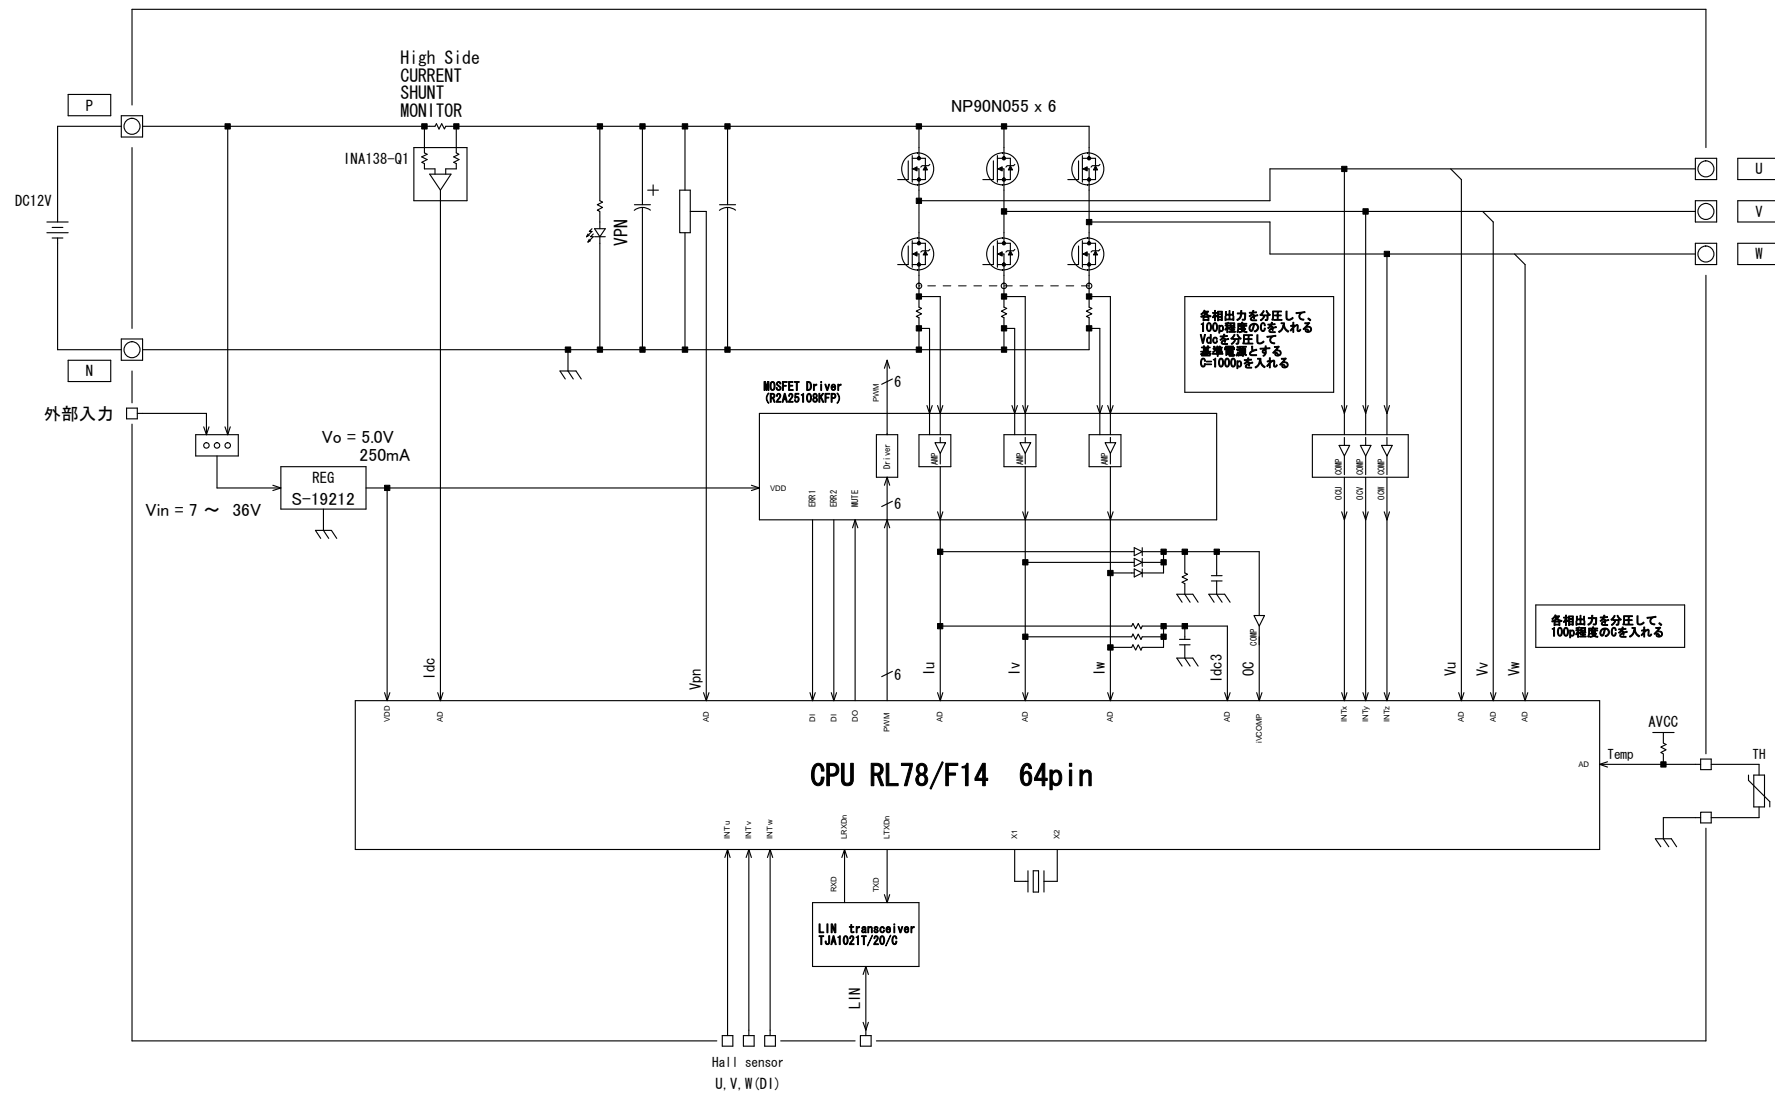 High Side
CURRENT
SHUNT
MONITOR
P
NP90N055 x 6
INA138-Q1
U
DC12V
VPN
V
W
各相出力を分圧して、
100p程度のCを入れる
Vdcを分圧して
基準電源とする
C=1000pを入れる
N
MOSFET Driver
(R2A25108KFP)
PWM
6
外部入力
Vo = 5.0V
250mA
Driver
AMP
AMP
AMP
COMP
COMP
COMP
REG
S-19212
VDD
ERR1
ERR2
MUTE
6
OCU
OCV
OCW
Vin = 7 ～ 36V
各相出力を分圧して、
100p程度のCを入れる
COMP
Idc
Vpn
6
Iu
Iv
Iw
Idc3
OC
Vu
Vv
Vw
VDD
AD
AD
DI
DI
DO
PWM
AD
AD
AD
AD
iVCOMP
INTx
INTy
INTz
AD
AD
AD
AVCC
CPU RL78/F14 64pin
AD
Temp
TH
INTu
INTv
INTw
LRXDn
LTXDn
X1
X2
RXD
TXD
LIN transceiver
TJA1021T/20/C
LIN
Hall sensor
U, V, W(DI)